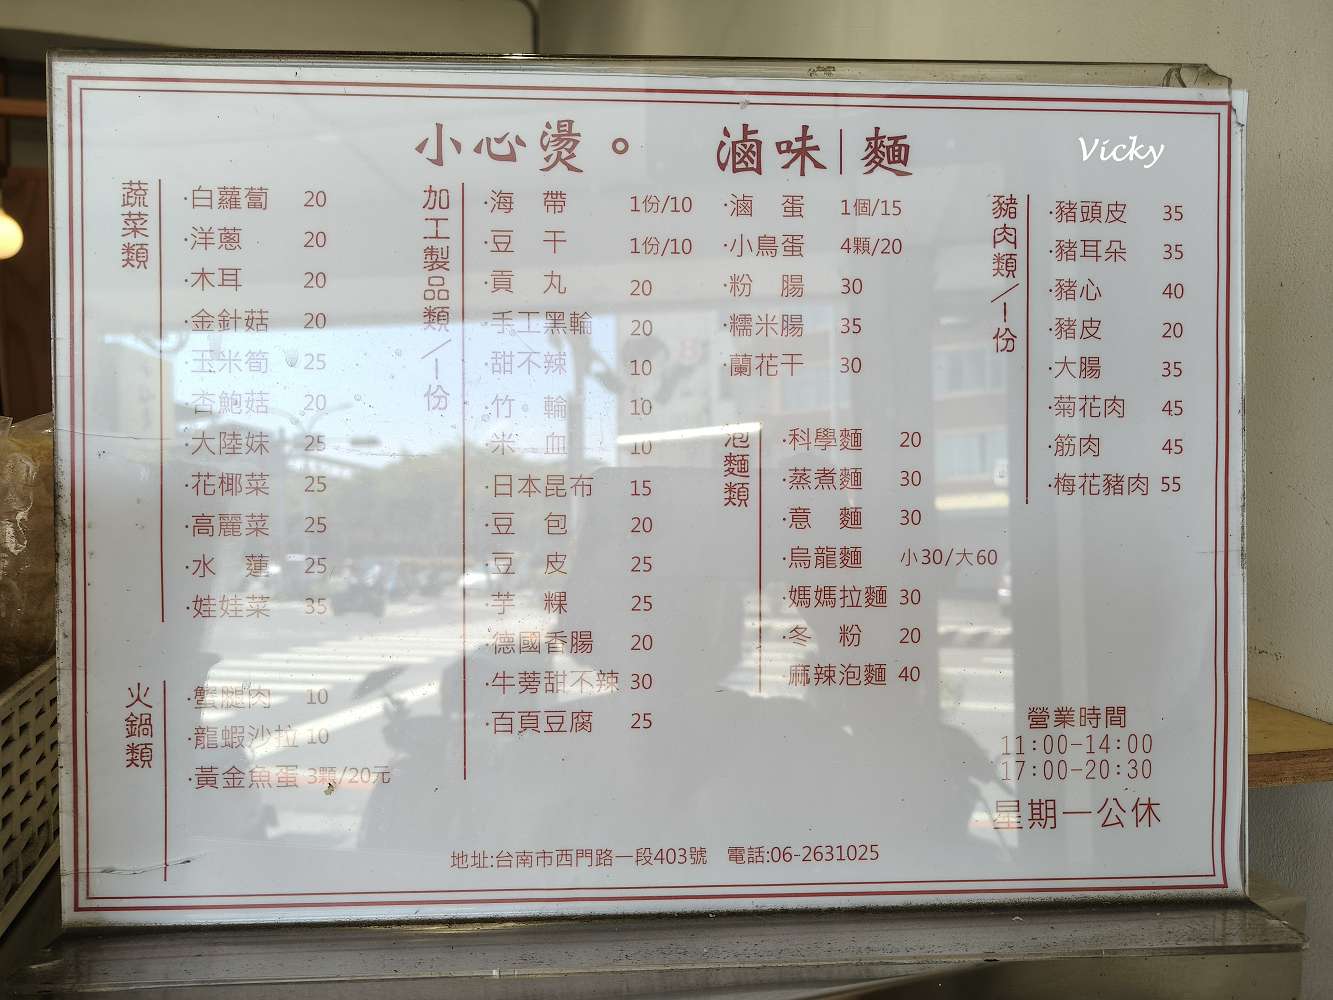 小心燙。 滷味|麵
Vicky
蔬菜類
·白蘿蔔 20
·洋蔥 20
·木耳 20
·金針菇 20
·玉米筍 25
·杏鮑菇 20
·大陸妹 25
·花椰菜 25
·高麗菜 25
·水 蓮 25
·娃娃菜 35
火鍋類
·蟹腿肉 10
·龍蝦沙拉 10
·黃金魚蛋 3顆/20元
加工製品類/一份
·海 帶 1份/10
·豆 干 1份/10
·貢 丸 20
·手工黑輪 20
·甜不辣 10
·竹 輪 10
·米 血 10
·日本昆布 15
·豆 包 20
·豆 皮 25
·芋 粿 25
·德國香腸 20
·牛蒡甜不辣 30
·百頁豆腐 25
·滷 蛋 1個/15
·小鳥蛋 4顆/20
·粉 腸 30
·糯米腸 35
·蘭花干 30
泡麵類
·科學麵 20
·蒸煮麵 30
·意 麵 30
·烏龍麵 小30/大60
·媽媽拉麵 30
·冬 粉 20
·麻辣泡麵 40
豬肉類/一份
·豬頭皮 35
·豬耳朵 35
·豬心 40
·豬皮 20
·大腸 35
·菊花肉 45
·筋肉 45
·梅花豬肉 55
營業時間
11:00-14:00
17:00-20:30
星期一公休
地址:台南市西門路一段403號 電話:06-2631025